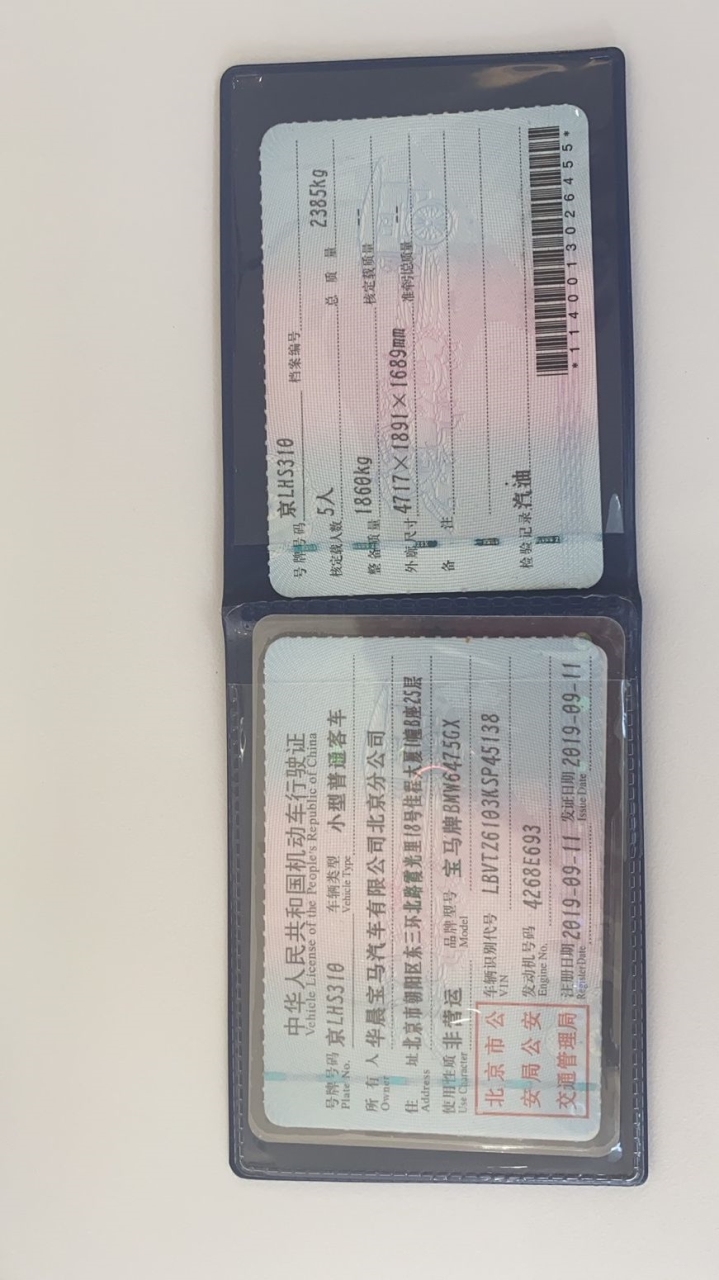 中华人民共和国机动车行驶证
Vehicle License of the People's Republic of China
号牌号码 京LHS310 车辆类型 小型普通客车
Plate No. Vehicle Type
所有人 华晨宝马汽车有限公司北京分公司
Owner
住址 北京市朝阳区东三环北路霞光里18号佳程大厦1幢B座25层
Address
使用性质 非营运 品牌型号 宝马牌BMW6475GX
Use Character Model
北京市公
安局公安
交通管理局
车辆识别代号 LBVTZ6103KSP45138
VIN
发动机号码 4268E693
Engine No.
注册日期 2019-09-11 发证日期 2019-09-11
Register Date Issue Date
号牌号码 京LHS310 档案编号
核定载人数 5人 总质量 2385kg
整备质量 1860kg 核定载质量 --
外廓尺寸 4717×1891×1689mm 准牵引总质量 --
备注
检验记录 汽油
*1140013026455*